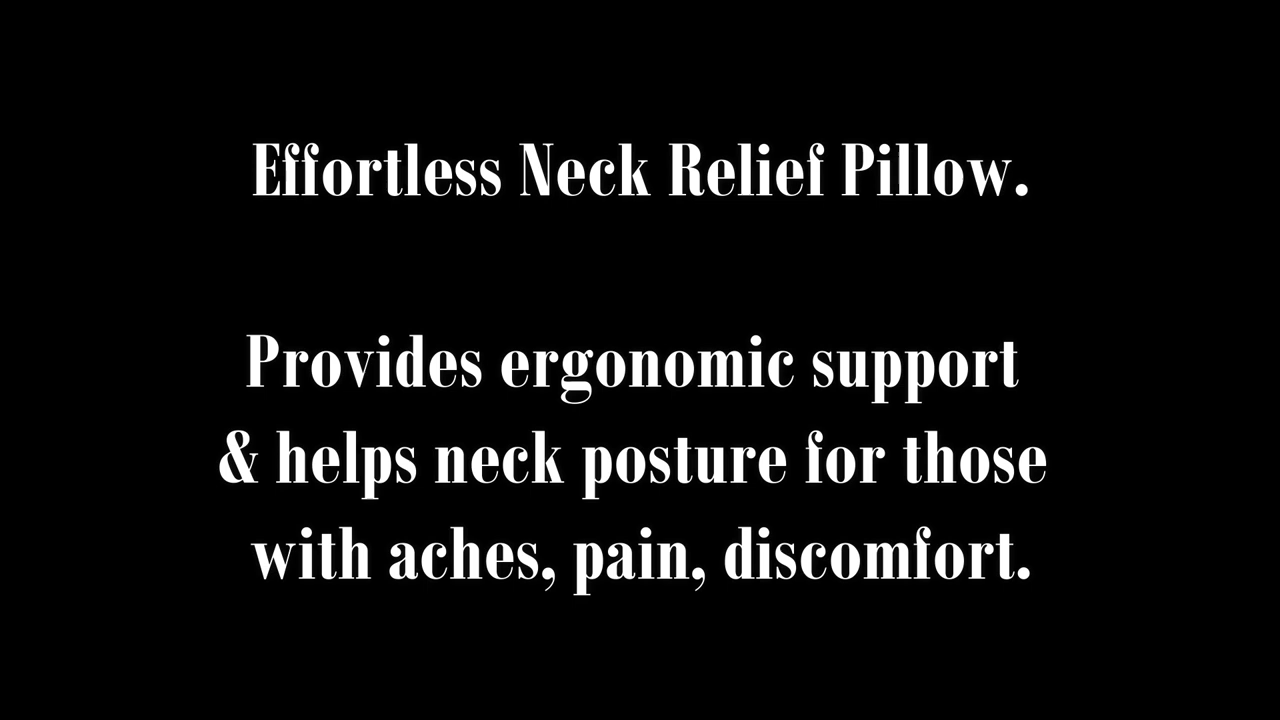 Effortless Neck Relief Pillow.
Provides ergonomic support
& helps neck posture for those
with aches, pain, discomfort.